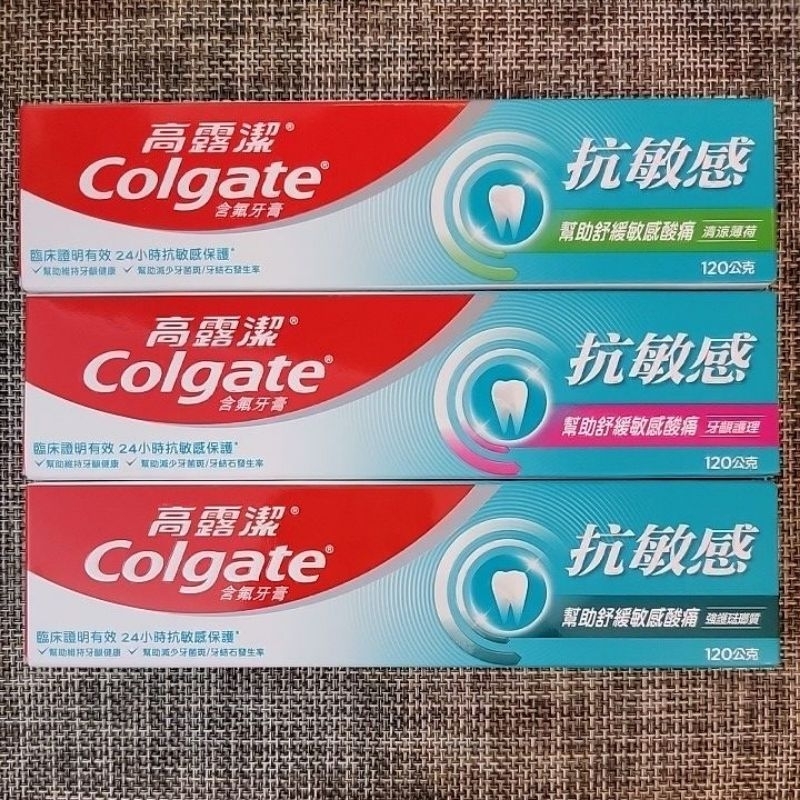 高露潔®
Colgate®
含氟牙膏
抗敏感
幫助舒緩敏感酸痛 清涼薄荷
臨床證明有效 24小時抗敏感保護*
✓幫助維持牙齦健康 ✓幫助減少牙菌斑/牙結石發生率
120公克
高露潔®
Colgate®
含氟牙膏
抗敏感
幫助舒緩敏感酸痛 牙齦護理
臨床證明有效 24小時抗敏感保護*
✓幫助維持牙齦健康 ✓幫助減少牙菌斑/牙結石發生率
120公克
高露潔®
Colgate®
含氟牙膏
抗敏感
幫助舒緩敏感酸痛 強護琺瑯質
臨床證明有效 24小時抗敏感保護*
✓幫助維持牙齦健康 ✓幫助減少牙菌斑/牙結石發生率
120公克